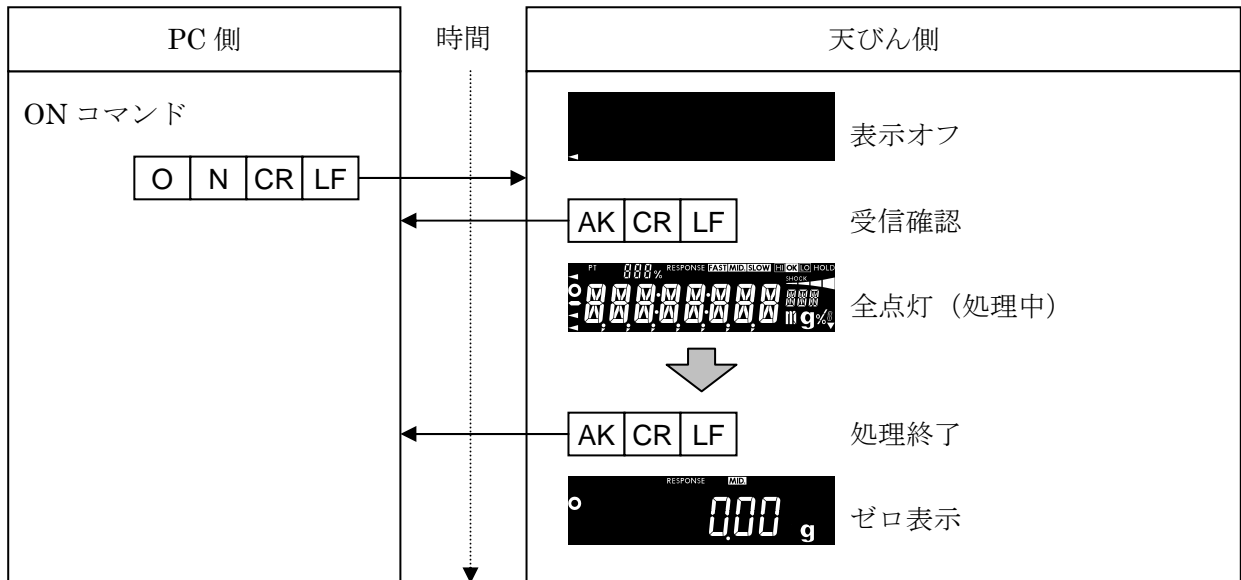 PC 側
時間
天びん側
ON コマンド
表示オフ
O N CR LF
AK CR LF
受信確認
PT 888% RESPONSE FAST MID. SLOW HI OK LO HOLD
SHOCK
mg%
全点灯（処理中）
AK CR LF
処理終了
RESPONSE MID.
0.00 g
ゼロ表示